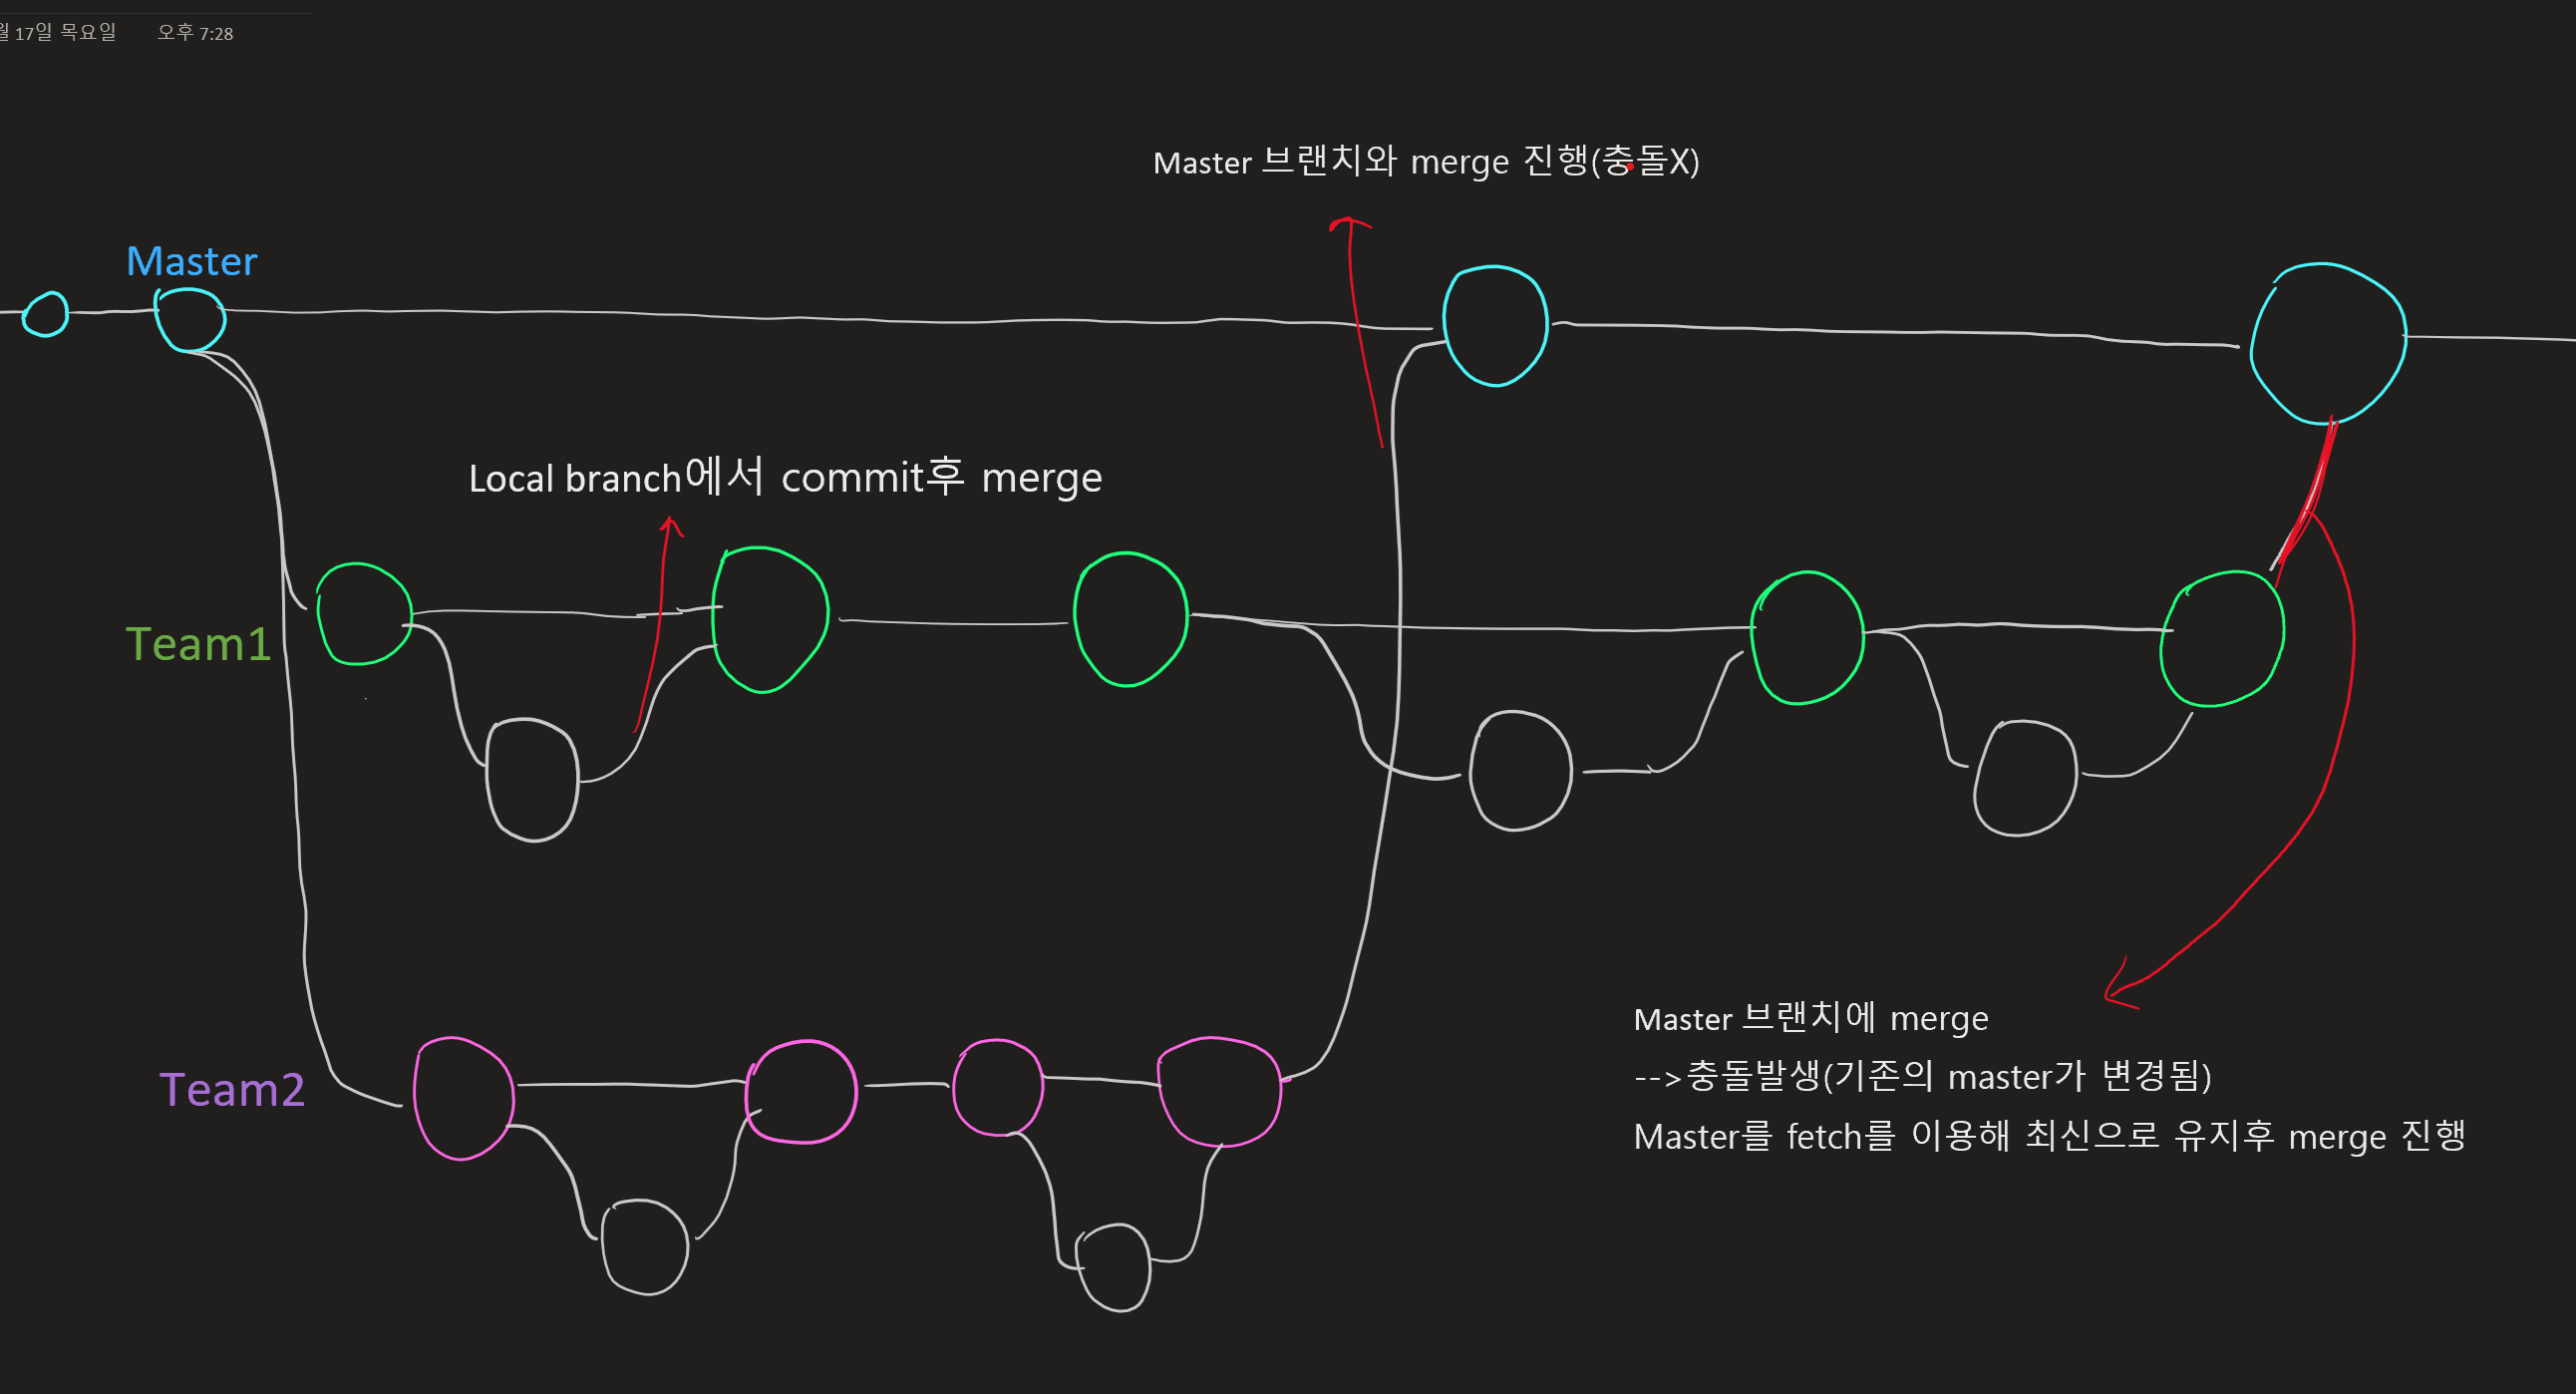 월 17일 목요일 오후 7:28
Master 브랜치와 merge 진행(충돌X)
Master
Local branch에서 commit후 merge
Team1
Master 브랜치에 merge
-->충돌발생(기존의 master가 변경됨)
Master를 fetch를 이용해 최신으로 유지후 merge 진행
Team2